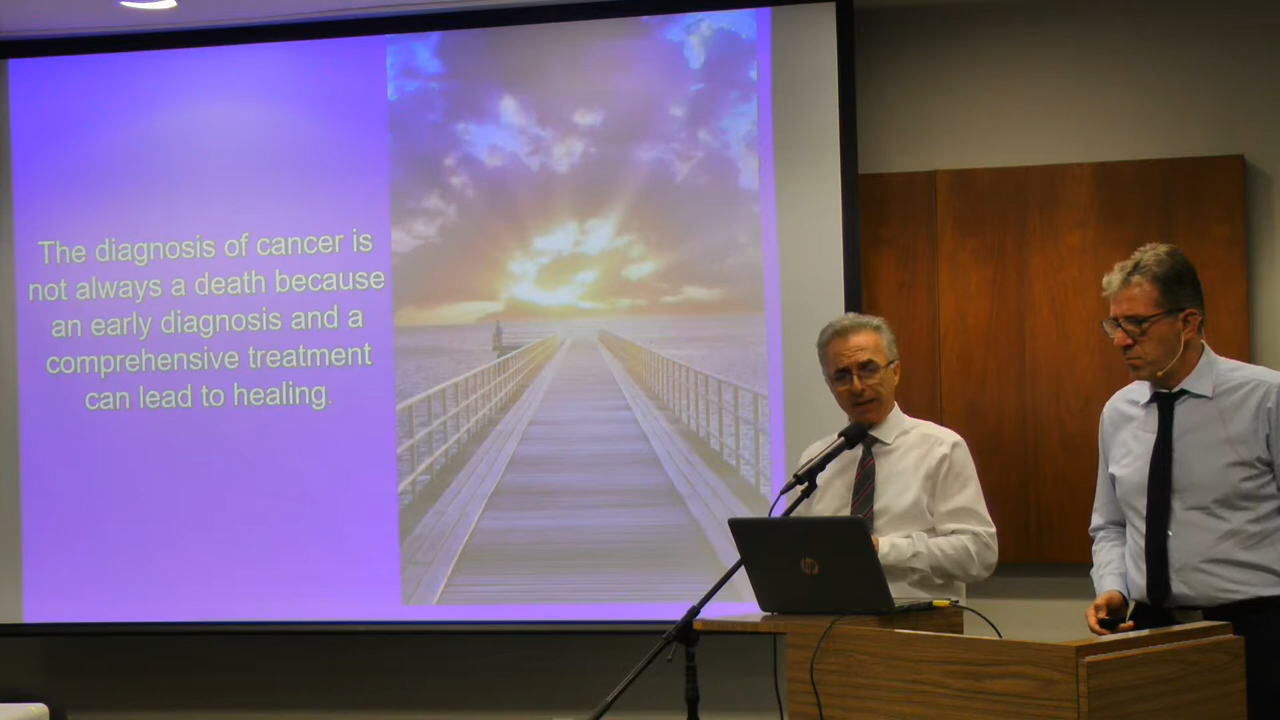 The diagnosis of cancer is
not always a death because
an early diagnosis and a
comprehensive treatment
can lead to healing.
hp